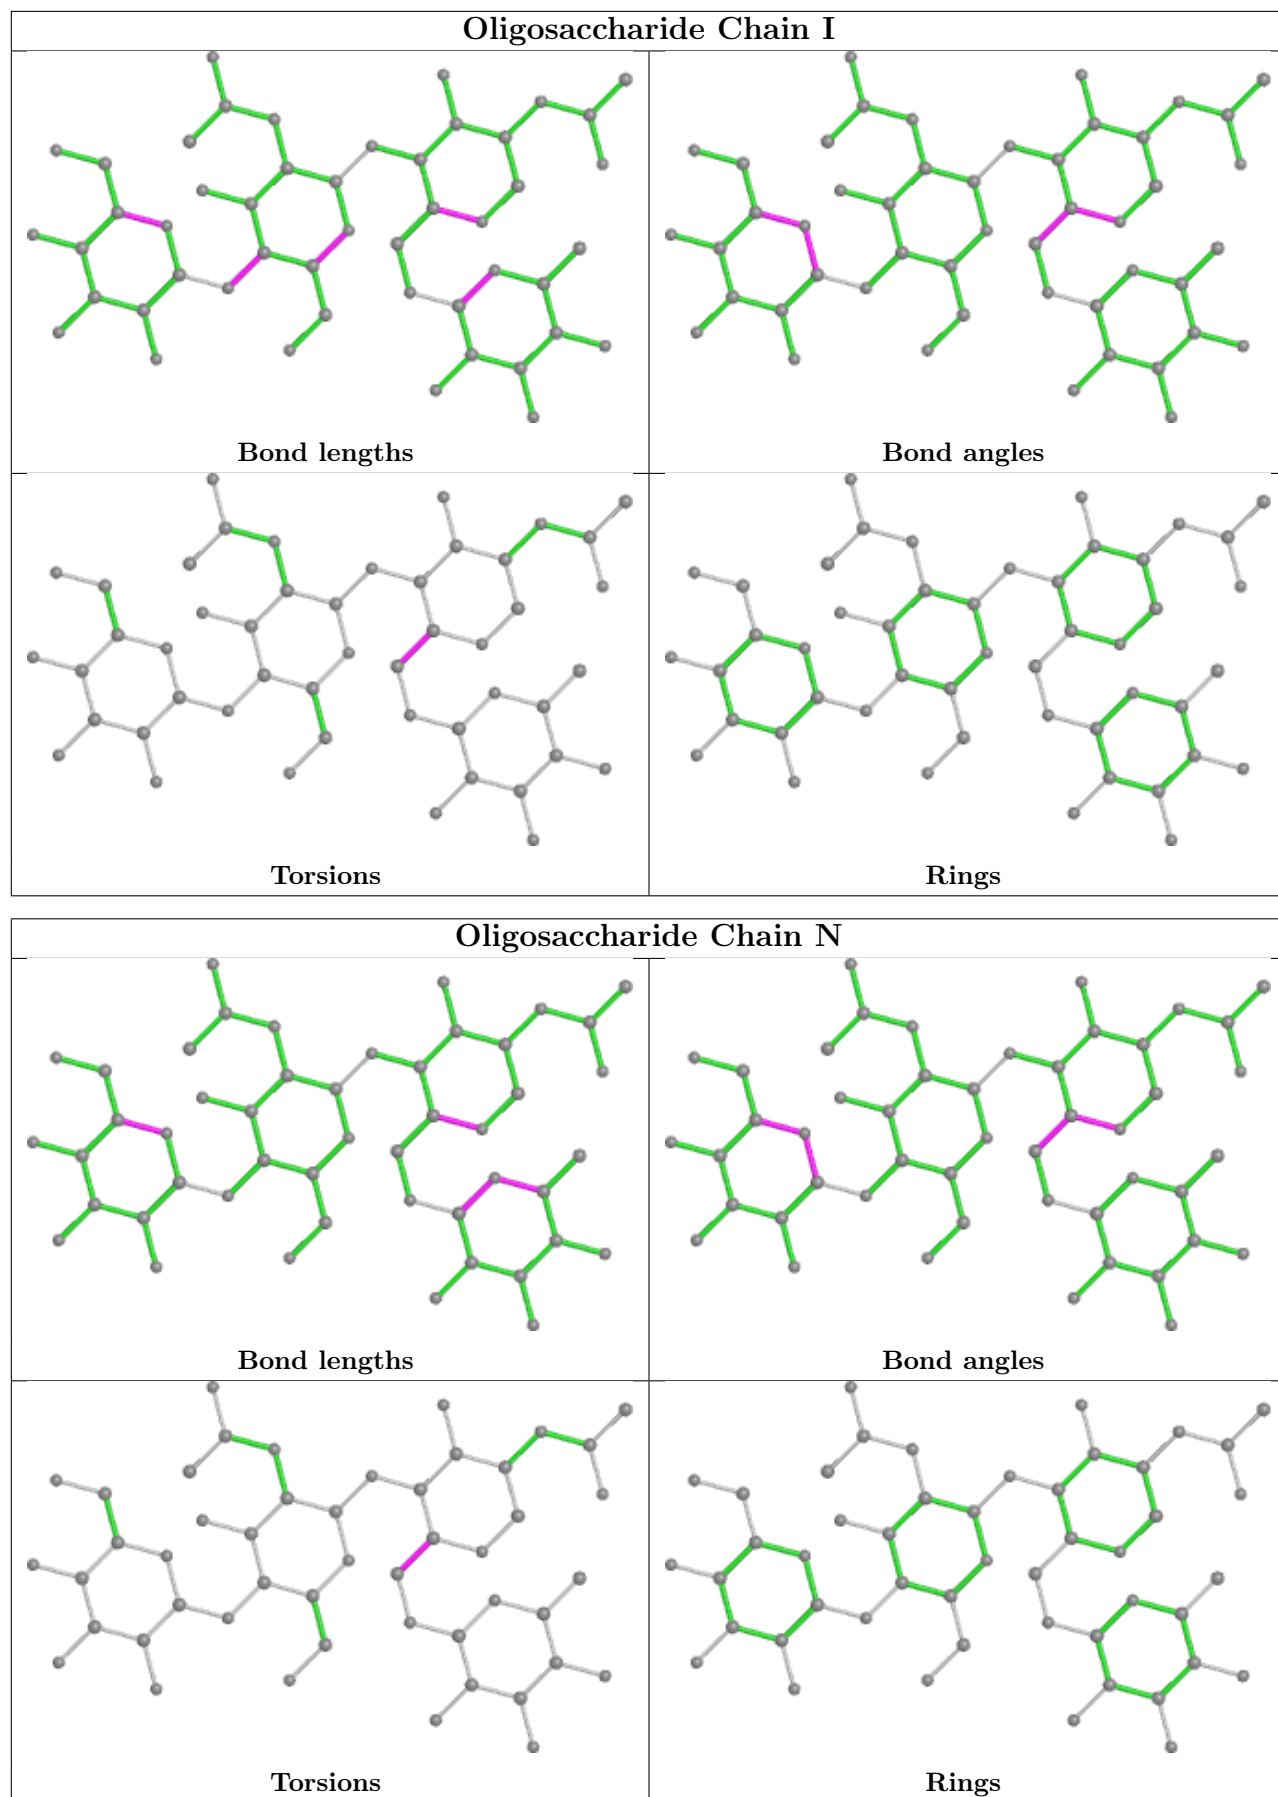 Oligosaccharide Chain I
Bond lengths
Bond angles
Torsions
Rings
Oligosaccharide Chain N
Bond lengths
Bond angles
Torsions
Rings